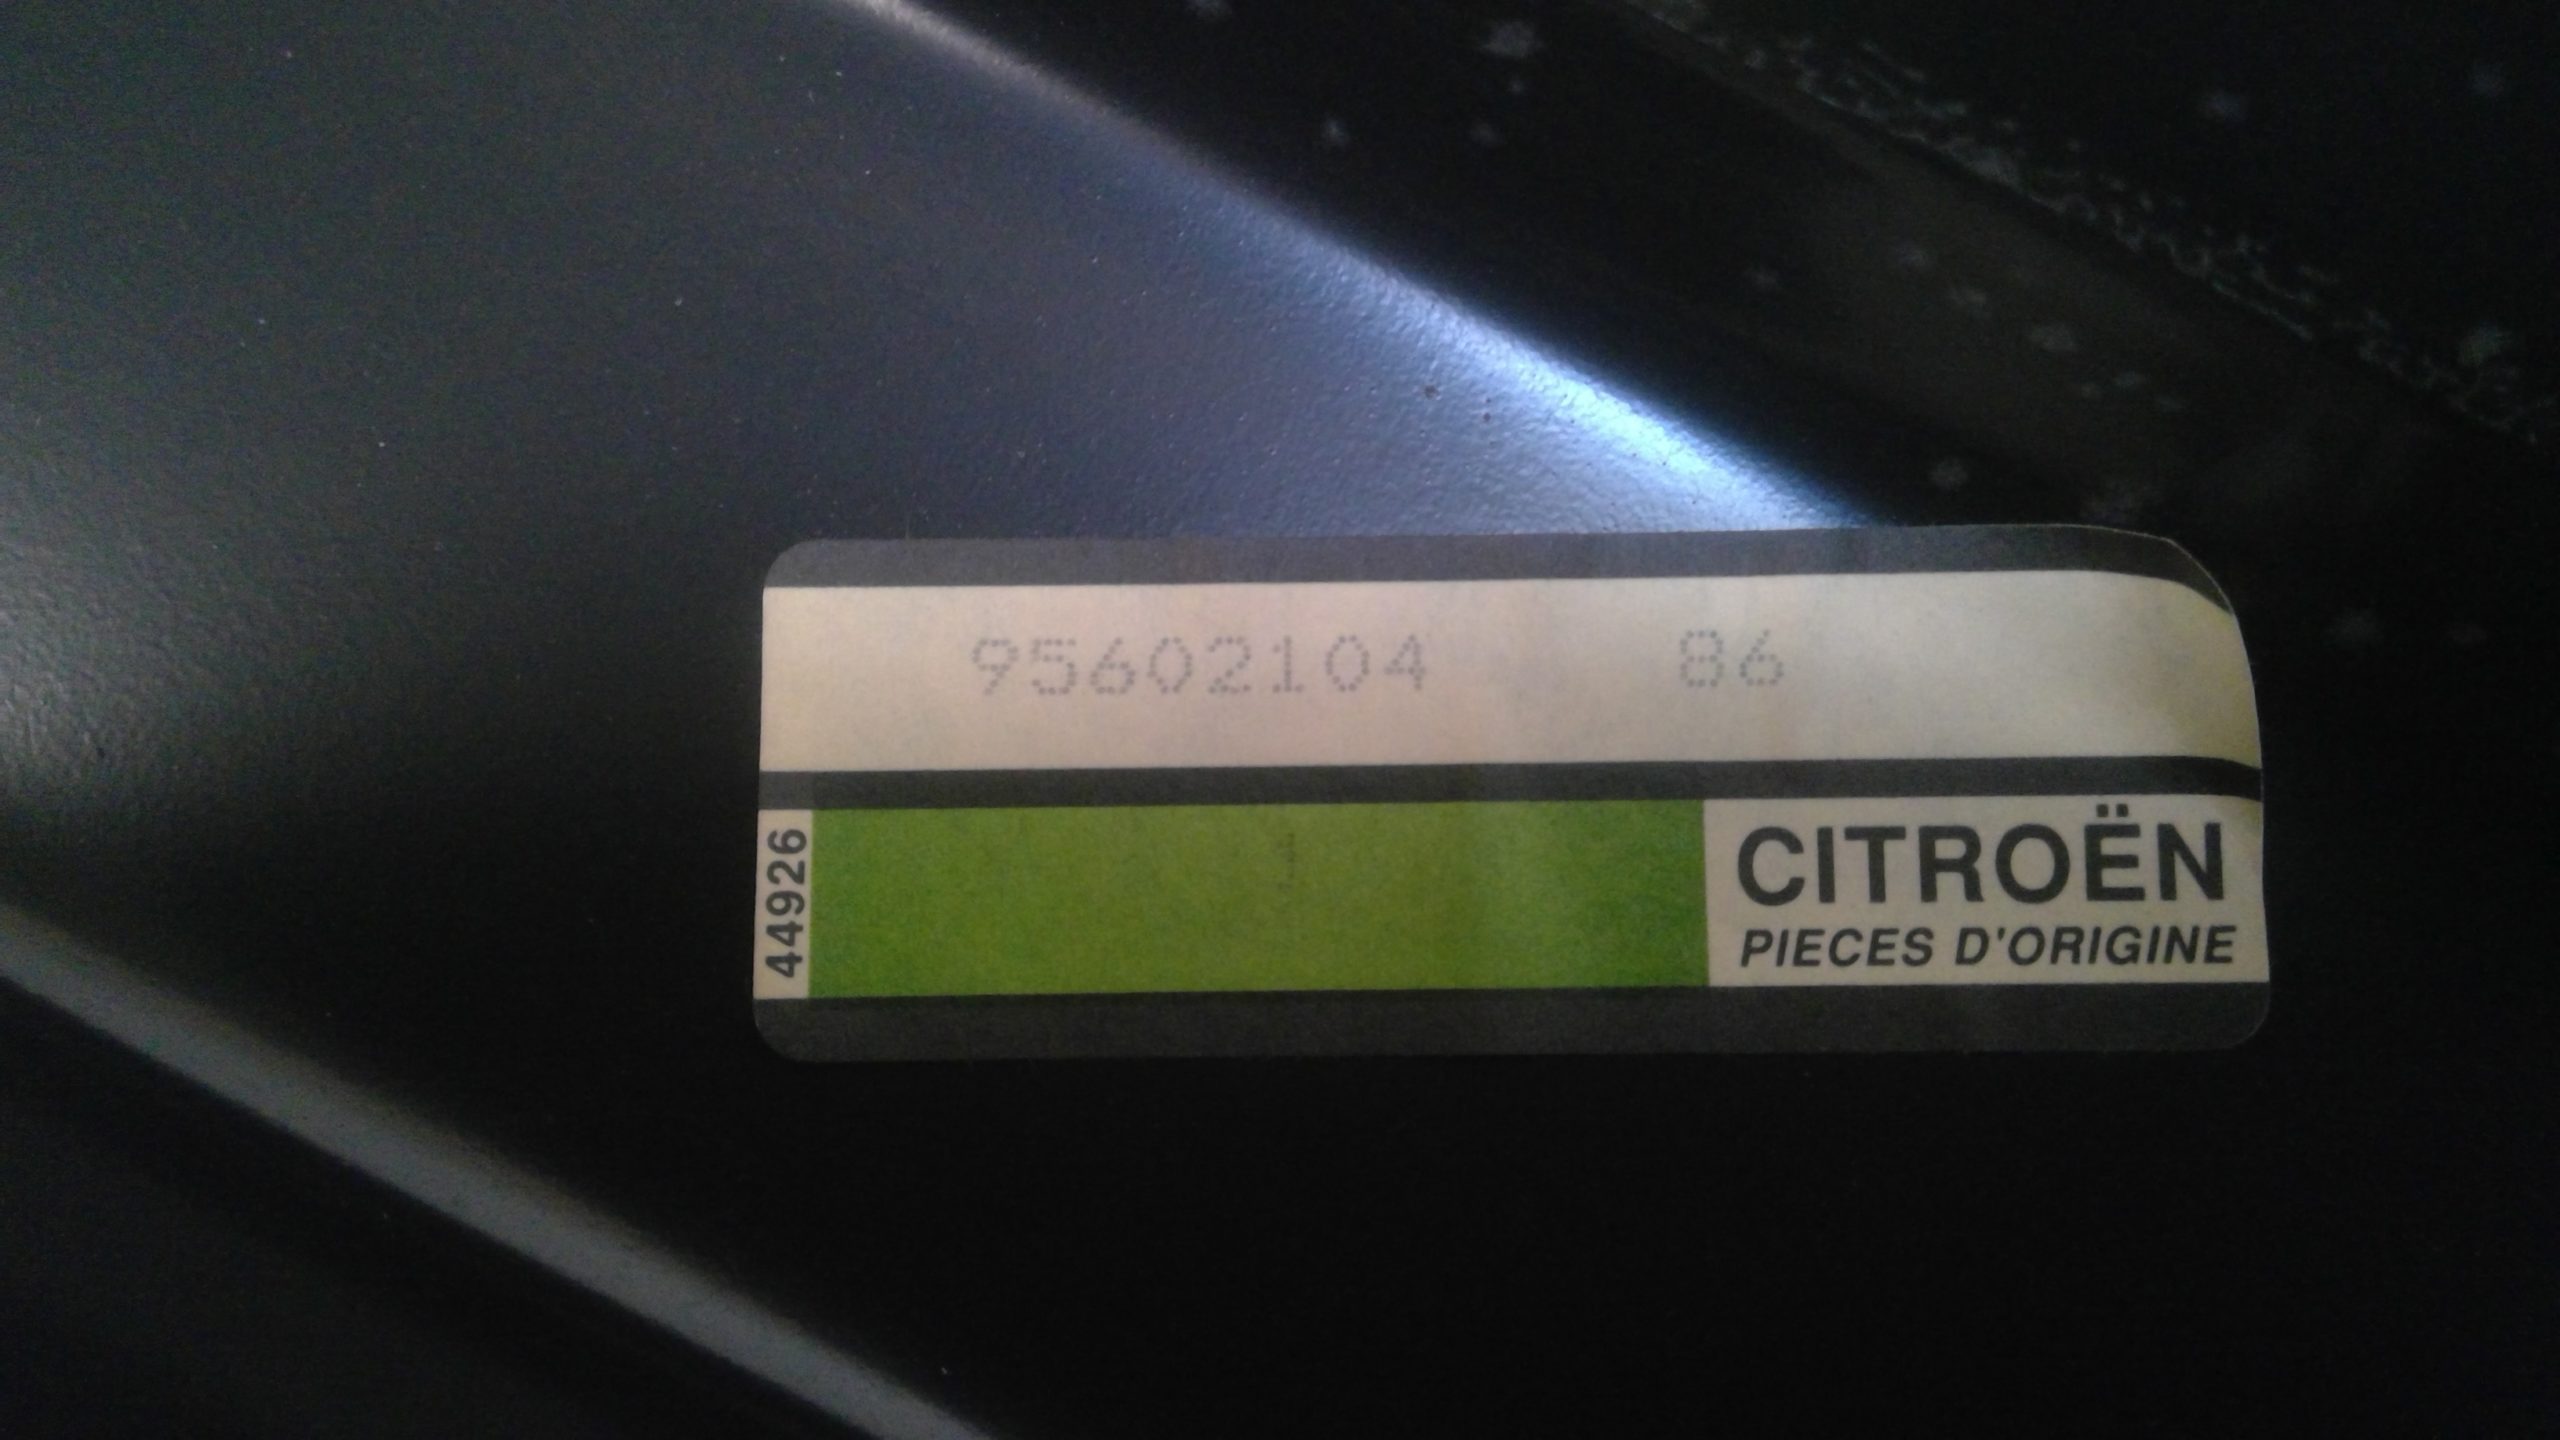 95602104 86
44926
CITROËN
PIECES D'ORIGINE